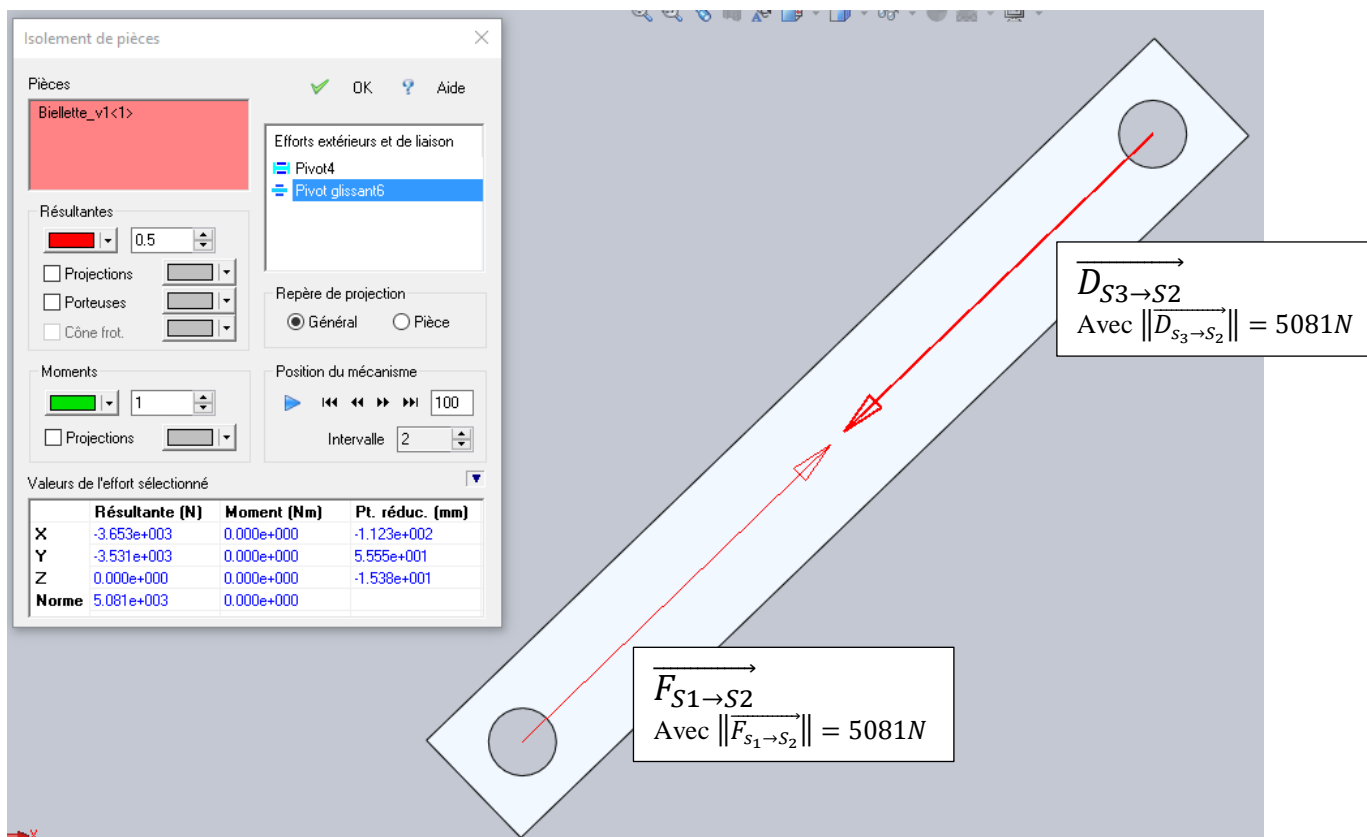 Isolement de pièces
Pièces
OK
Aide
Biellette_v1<1>
Efforts extérieurs et de liaison
Pivot4
Pivot glissant6
Résultantes
0.5
Projections
Porteuses
Cône frot.
Repère de projection
Général
Pièce
Moments
1
Projections
Position du mécanisme
100
Intervalle 2
Valeurs de l'effort sélectionné
Résultante (N) Moment (Nm) Pt. réduc. (mm)
X -3.653e+003 0.000e+000 -1.123e+002
Y -3.531e+003 0.000e+000 5.555e+001
Z 0.000e+000 0.000e+000 -1.538e+001
Norme 5.081e+003 0.000e+000
D S3→S2
Avec ‖D s3→s2‖ = 5081N
F S1→S2
Avec ‖F s1→s2‖ = 5081N
X